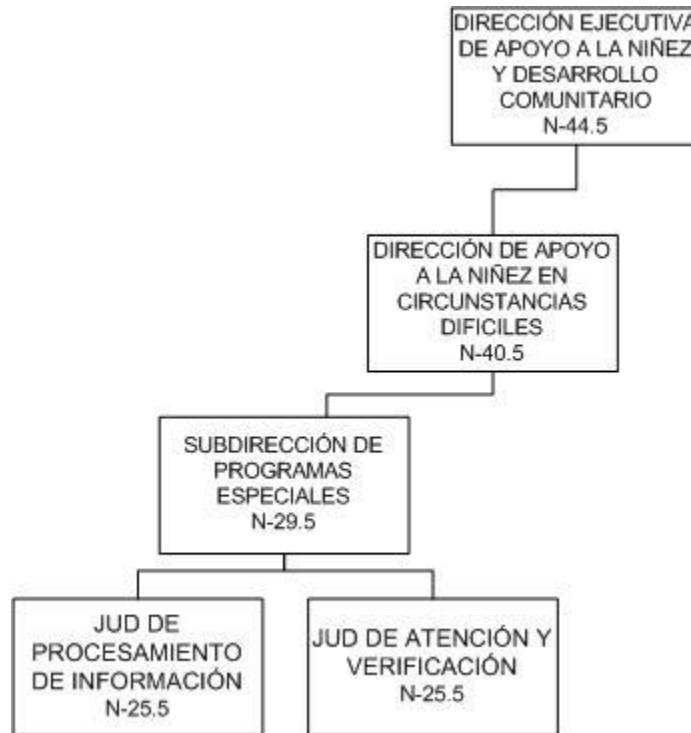 DIRECCIÓN EJECUTIVA
DE APOYO A LA NIÑEZ
Y DESARROLLO
COMUNITARIO
N-44.5
DIRECCIÓN DE APOYO
A LA NIÑEZ EN
CIRCUNSTANCIAS
DIFICILES
N-40.5
SUBDIRECCIÓN DE
PROGRAMAS
ESPECIALES
N-29.5
JUD DE
PROCESAMIENTO
DE INFORMACIÓN
N-25.5
JUD DE ATENCIÓN Y
VERIFICACIÓN
N-25.5